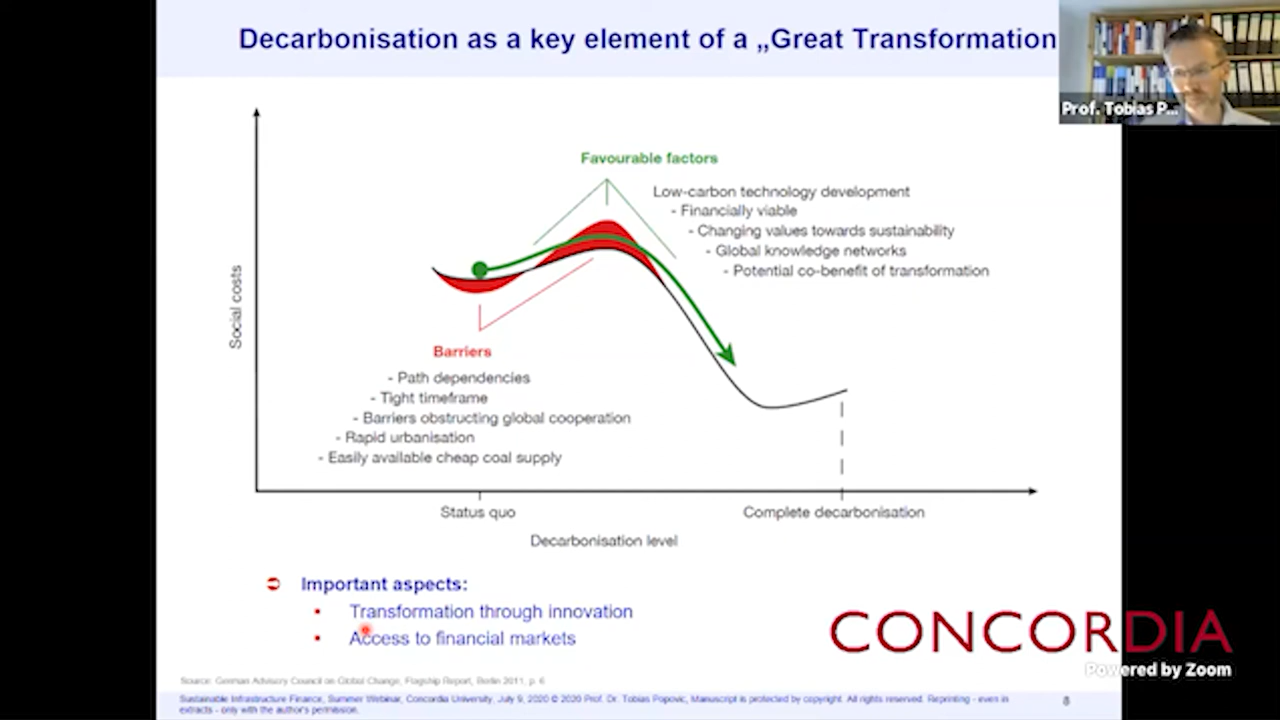 Decarbonisation as a key element of a „Great Transformation
Prof. Tobias P...
Favourable factors
Low-carbon technology development
- Financially viable
- Changing values towards sustainability
- Global knowledge networks
- Potential co-benefit of transformation
Social costs
Barriers
- Path dependencies
- Tight timeframe
- Barriers obstructing global cooperation
- Rapid urbanisation
- Easily available cheap coal supply
Status quo
Complete decarbonisation
Decarbonisation level
Important aspects:
Transformation through innovation
Access to financial markets
CONCORDIA
Powered by Zoom
Source: German Advisory Council on Global Change, Flagship Report, Berlin 2011, p. 6
Sustainable Infrastructure Finance, Summer Webinar, Concordia University, July 9, 2020 © 2020 Prof. Dr. Tobias Popovic, Manuscript is protected by copyright. All rights reserved. Reprinting - even in
extracts - only with the author's permission.
8